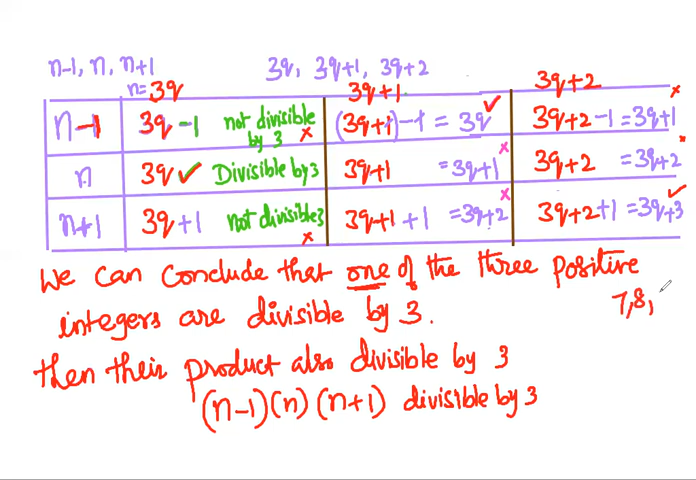 n-1, n, n+1 3q, 3q+1, 3q+2
n=3q 3q+1 3q+2
n-1 3q-1 not divisible by 3 × (3q+1)-1 = 3q ✓ 3q+2-1 = 3q+1 ×
n 3q ✓ Divisible by 3 3q+1 = 3q+1 × 3q+2 = 3q+2 ×
n+1 3q+1 not divisible 3 × 3q+1+1 = 3q+2 × 3q+2+1 = 3q+3 ✓
We can conclude that one of the three positive
integers are divisible by 3. 7,8,
then their product also divisible by 3
(n-1)(n)(n+1) divisible by 3